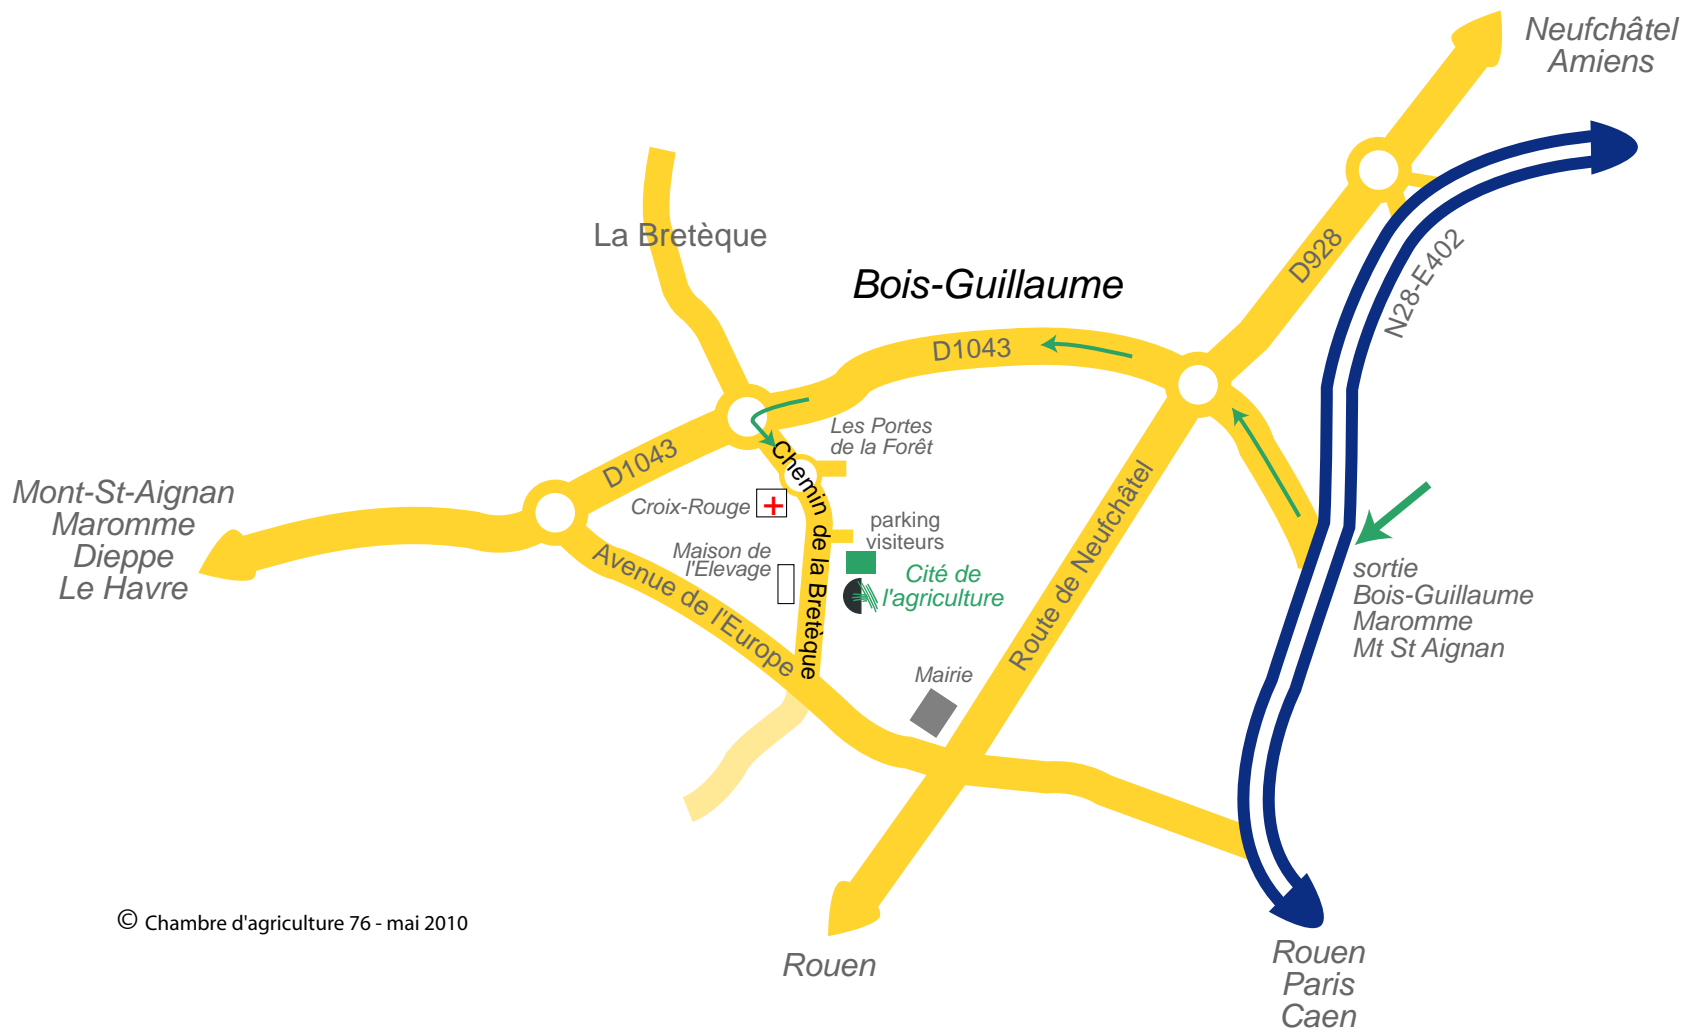 Neufchâtel
Amiens
La Bretèque
Bois-Guillaume
D928
N28-E402
D1043
Les Portes
de la Forêt
D1043
Chemin de la Bretèque
Mont-St-Aignan
Maromme
Dieppe
Le Havre
Croix-Rouge
parking
visiteurs
Maison de
l'Elevage
Cité de
l'agriculture
Avenue de l'Europe
Route de Neufchâtel
sortie
Bois-Guillaume
Maromme
Mt St Aignan
Mairie
© Chambre d'agriculture 76 - mai 2010
Rouen
Rouen
Paris
Caen